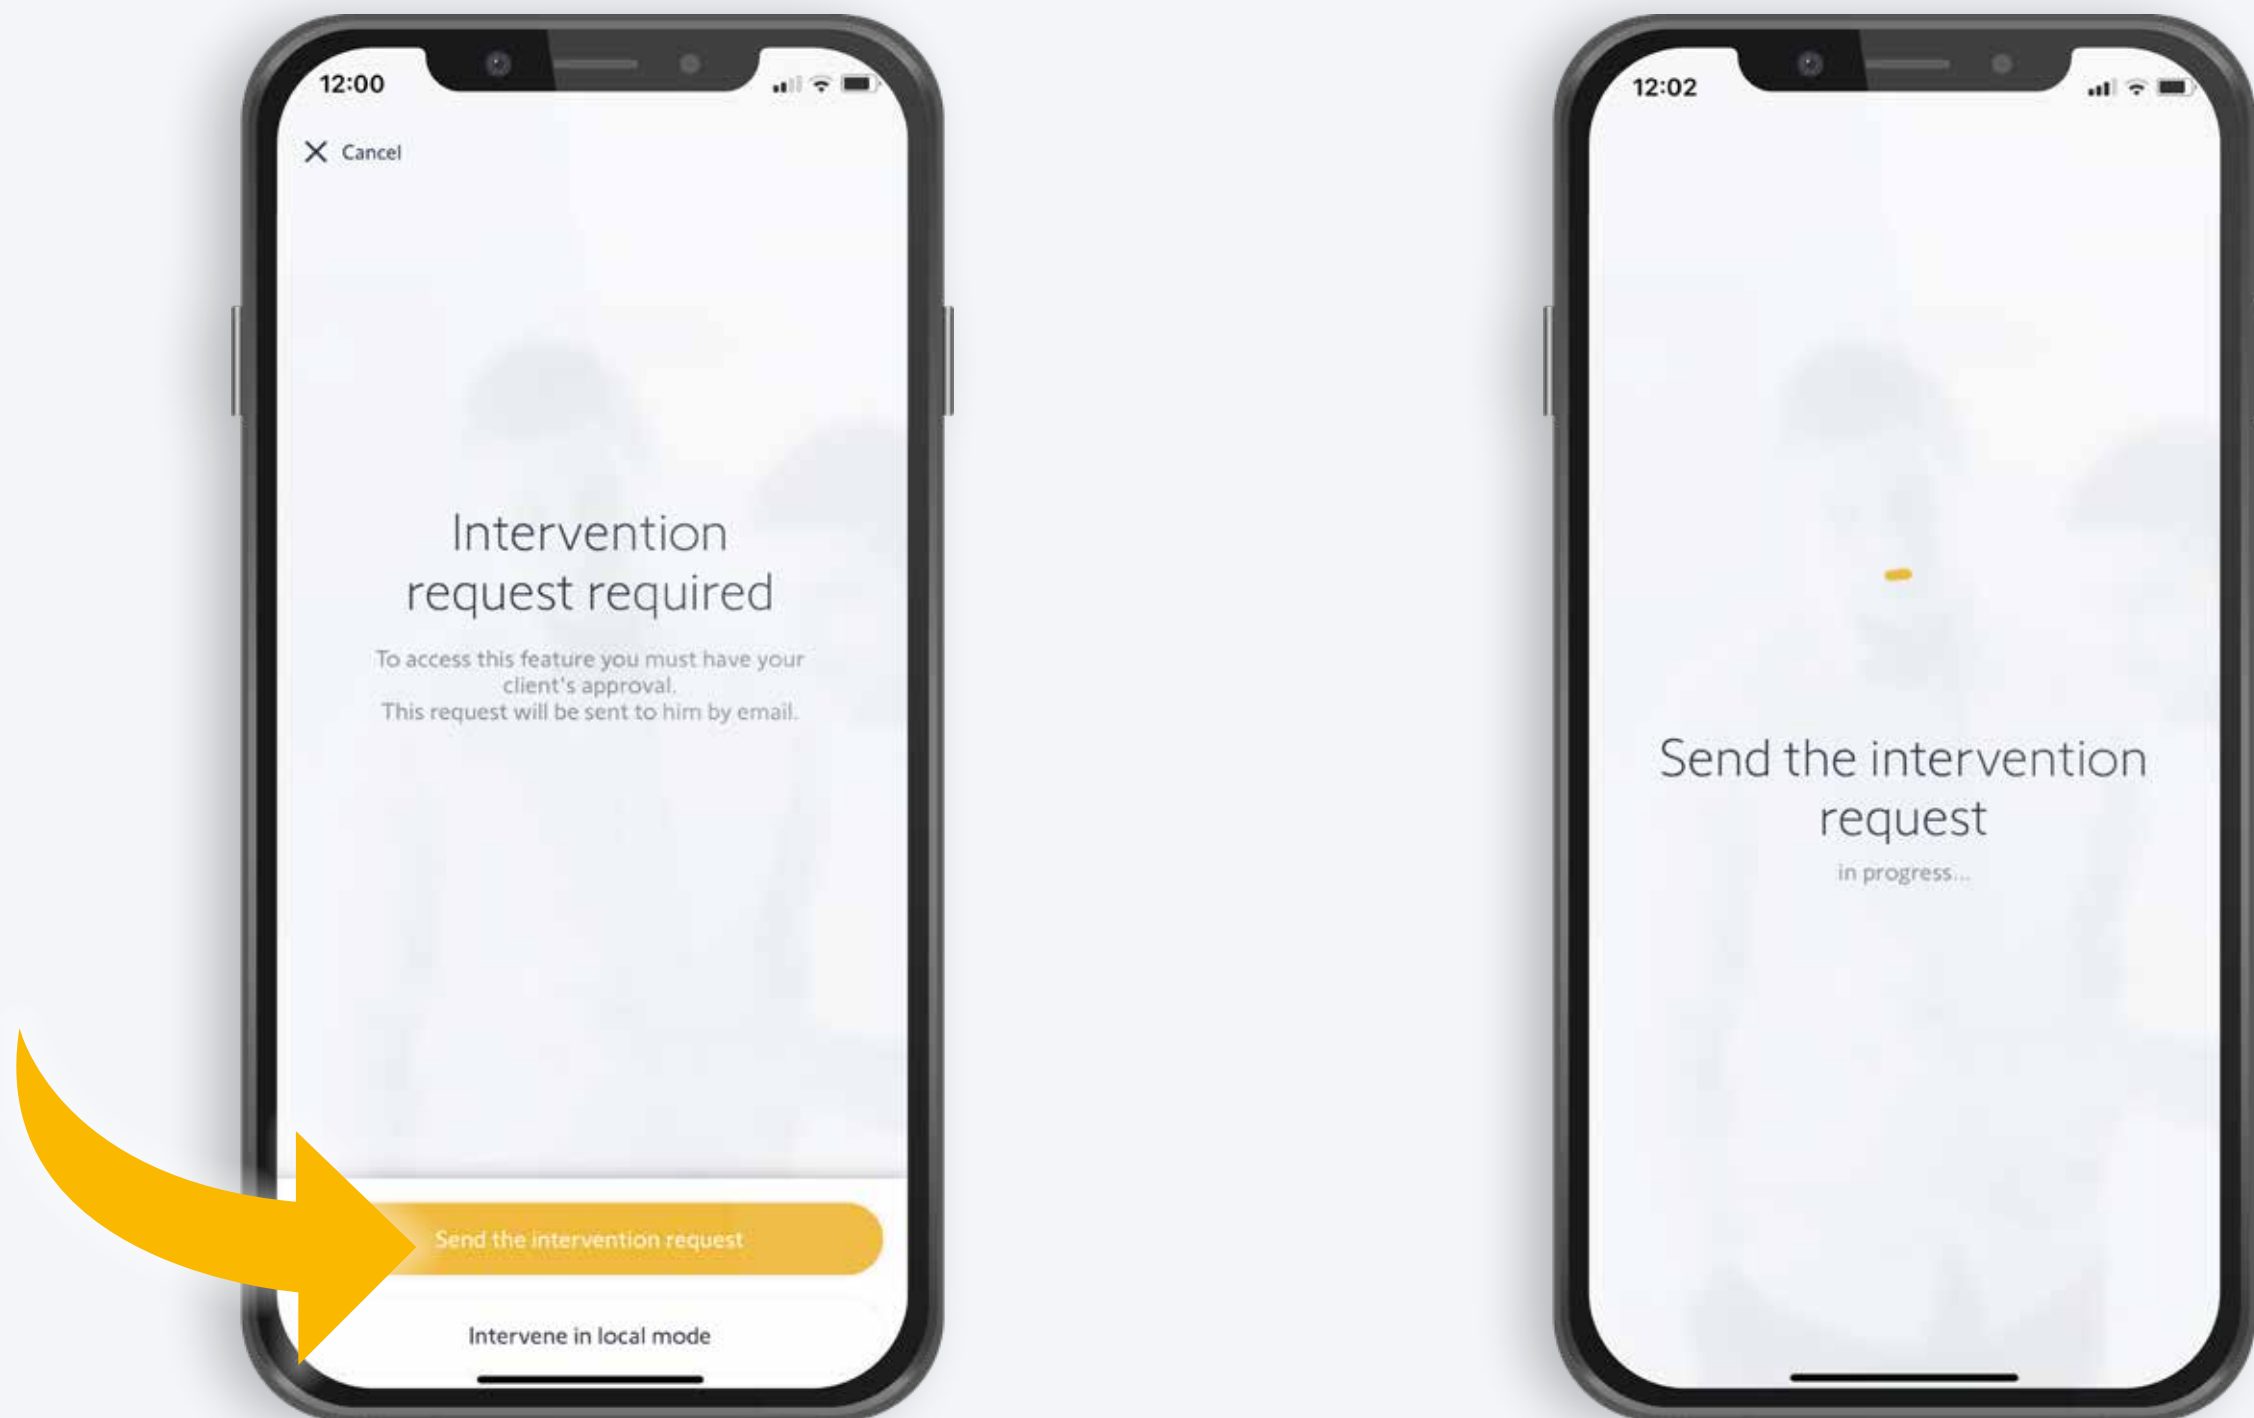 12:00
Cancel
Intervention
request required
To access this feature you must have your
client's approval.
This request will be sent to him by email.
Send the intervention request
Intervene in local mode
12:02
Send the intervention
request
in progress...